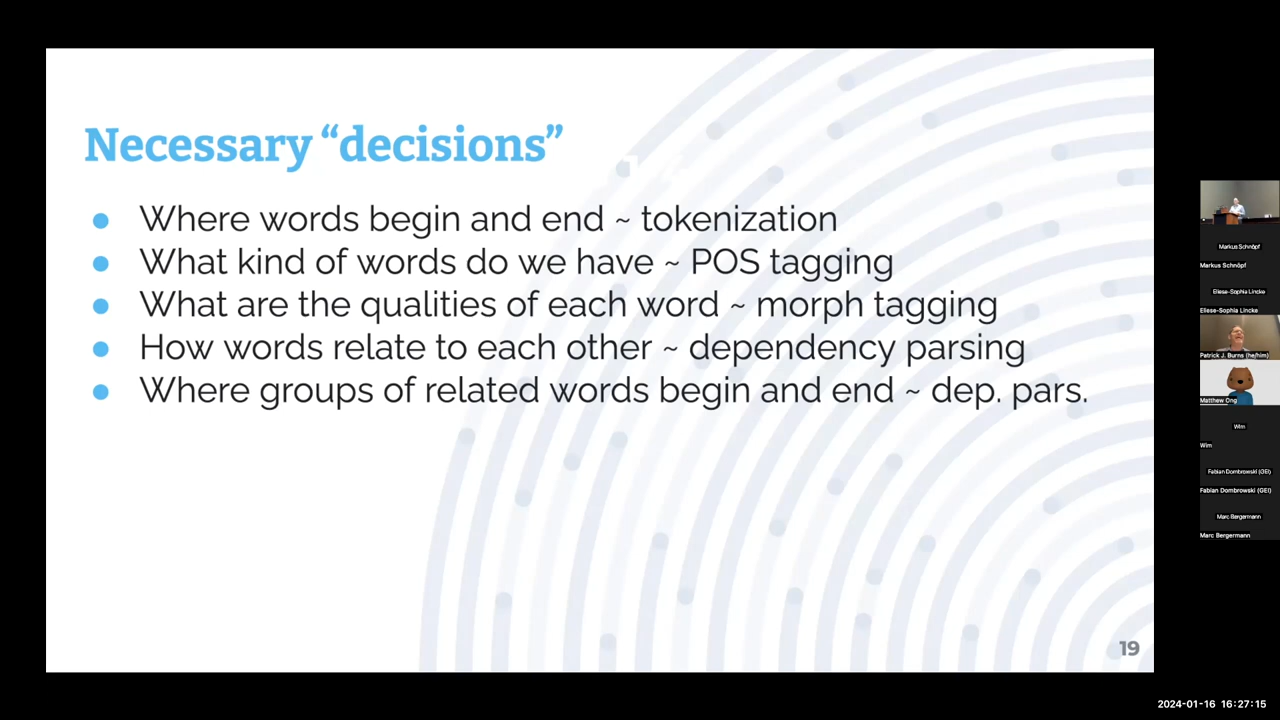 Necessary “decisions”
● Where words begin and end ~ tokenization
● What kind of words do we have ~ POS tagging
● What are the qualities of each word ~ morph tagging
● How words relate to each other ~ dependency parsing
● Where groups of related words begin and end ~ dep. pars.
19
Markus Schnöpf
Markus Schnöpf
Eliese-Sophia Lincke
Eliese-Sophia Lincke
Patrick J. Burns (he/him)
Matthew Ong
Wim
Wim
Fabian Dombrowski (GEI)
Fabian Dombrowski (GEI)
Marc Bergermann
Marc Bergermann
2024-01-16 16:27:15